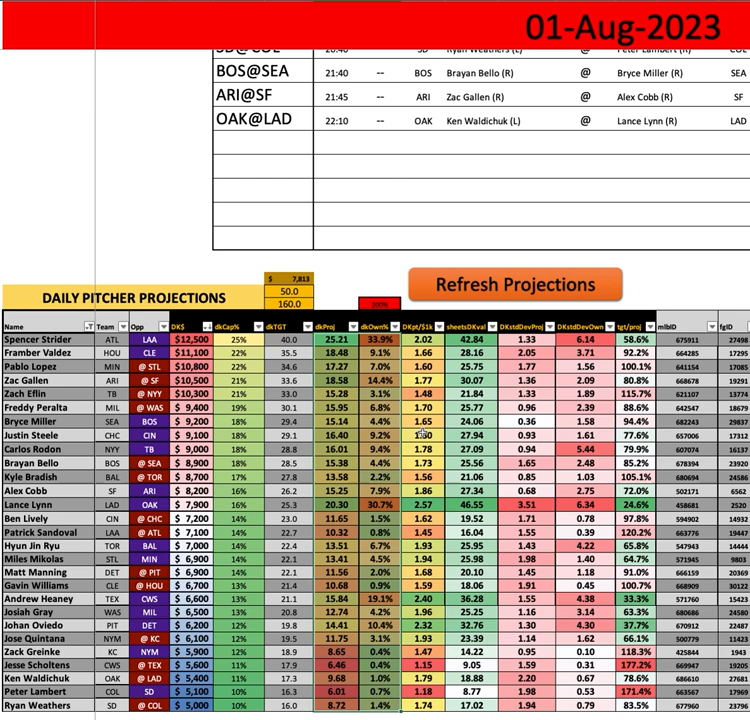 01-Aug-2023
SD@COL 20:40 -- SD Ryan Weathers (L) @ Peter Lambert (R) COL
BOS@SEA 21:40 -- BOS Brayan Bello (R) @ Bryce Miller (R) SEA
ARI@SF 21:45 -- ARI Zac Gallen (R) @ Alex Cobb (R) SF
OAK@LAD 22:10 -- OAK Ken Waldichuk (L) @ Lance Lynn (R) LAD
$ 7,813
Refresh Projections
50.0
DAILY PITCHER PROJECTIONS
160.0 200%
Name Team Opp DK$ dkCap% dkTGT dkProj dkOwn% DKpt/$1k sheetsDKval DKstdDevProj DKstdDevOwn tgt/proj mlbID fgID
Spencer Strider ATL LAA $12,500 25% 40.0 25.21 33.9% 2.02 42.84 1.33 6.14 58.6% 675911 27498
Framber Valdez HOU CLE $11,100 22% 35.5 18.48 9.1% 1.66 28.16 2.05 3.71 92.2% 664285 17295
Pablo Lopez MIN @ STL $10,800 22% 34.6 17.27 7.0% 1.60 25.75 1.77 1.56 100.1% 641154 17085
Zac Gallen ARI @ SF $10,500 21% 33.6 18.58 14.4% 1.77 30.07 1.36 2.09 80.8% 668678 19291
Zach Eflin TB @ NYY $10,300 21% 33.0 15.28 3.1% 1.48 21.84 1.33 1.89 115.7% 621107 13774
Freddy Peralta MIL @ WAS $ 9,400 19% 30.1 15.95 6.8% 1.70 25.77 0.96 2.39 88.6% 642547 18679
Bryce Miller SEA BOS $ 9,200 18% 29.4 15.14 4.4% 1.65 24.06 0.36 1.58 94.4% 682243 29837
Justin Steele CHC CIN $ 9,100 18% 29.1 16.40 9.2% 27.94 0.93 1.61 77.6% 657006 17312
Carlos Rodon NYY TB $ 9,000 18% 28.8 16.01 9.4% 1.78 27.09 0.94 5.44 79.9% 607074 16137
Brayan Bello BOS @ SEA $ 8,900 18% 28.5 15.38 4.4% 1.73 25.56 1.65 2.48 85.2% 678394 23920
Kyle Bradish BAL @ TOR $ 8,700 17% 27.8 13.58 2.2% 1.56 21.06 0.85 1.03 105.1% 680694 24586
Alex Cobb SF ARI $ 8,200 16% 26.2 15.25 7.9% 1.86 27.34 0.68 2.75 72.0% 502171 6562
Lance Lynn LAD OAK $ 7,900 16% 25.3 20.30 30.7% 2.57 46.55 3.51 6.34 24.6% 458681 2520
Ben Lively CIN @ CHC $ 7,200 14% 23.0 11.65 1.5% 1.62 19.52 1.71 0.78 97.8% 594902 14932
Patrick Sandoval LAA @ ATL $ 7,100 14% 22.7 10.32 0.8% 1.45 16.04 1.55 0.39 120.2% 663776 19447
Hyun Jin Ryu TOR BAL $ 7,000 14% 22.4 13.51 6.7% 1.93 25.95 1.43 4.22 65.8% 547943 14444
Miles Mikolas STL MIN $ 6,900 14% 22.1 13.41 4.5% 1.94 25.98 1.98 1.40 64.7% 571945 9803
Matt Manning DET @ PIT $ 6,900 14% 22.1 11.56 2.0% 1.68 20.10 1.45 1.18 91.0% 666159 20369
Gavin Williams CLE @ HOU $ 6,700 13% 21.4 10.68 0.9% 1.59 18.06 1.91 0.45 100.7% 668909 30122
Andrew Heaney TEX CWS $ 6,600 13% 21.1 15.84 19.1% 2.40 36.28 1.55 4.38 33.3% 571760 15423
Josiah Gray WAS MIL $ 6,500 13% 20.8 12.74 4.2% 1.96 25.25 1.16 3.14 63.3% 680686 24580
Johan Oviedo PIT DET $ 6,200 12% 19.8 14.41 10.4% 2.32 32.76 1.30 4.30 37.7% 670912 22487
Jose Quintana NYM @ KC $ 6,100 12% 19.5 11.75 3.1% 1.93 23.39 1.14 1.62 66.1% 500779 11423
Zack Greinke KC NYM $ 5,900 12% 18.9 8.65 0.4% 1.47 14.22 0.95 0.10 118.3% 425844 1943
Jesse Scholtens CWS @ TEX $ 5,600 11% 17.9 6.46 0.4% 1.15 9.05 1.59 0.31 177.2% 669947 19205
Ken Waldichuk OAK @ LAD $ 5,400 11% 17.3 9.68 1.0% 1.79 18.88 2.20 0.67 78.6% 686610 27681
Peter Lambert COL SD $ 5,100 10% 16.3 6.01 0.7% 1.18 8.77 1.98 0.53 171.4% 663567 17969
Ryan Weathers SD @ COL $ 5,000 10% 16.0 8.72 1.4% 1.74 17.02 1.94 0.79 83.5% 677960 23796